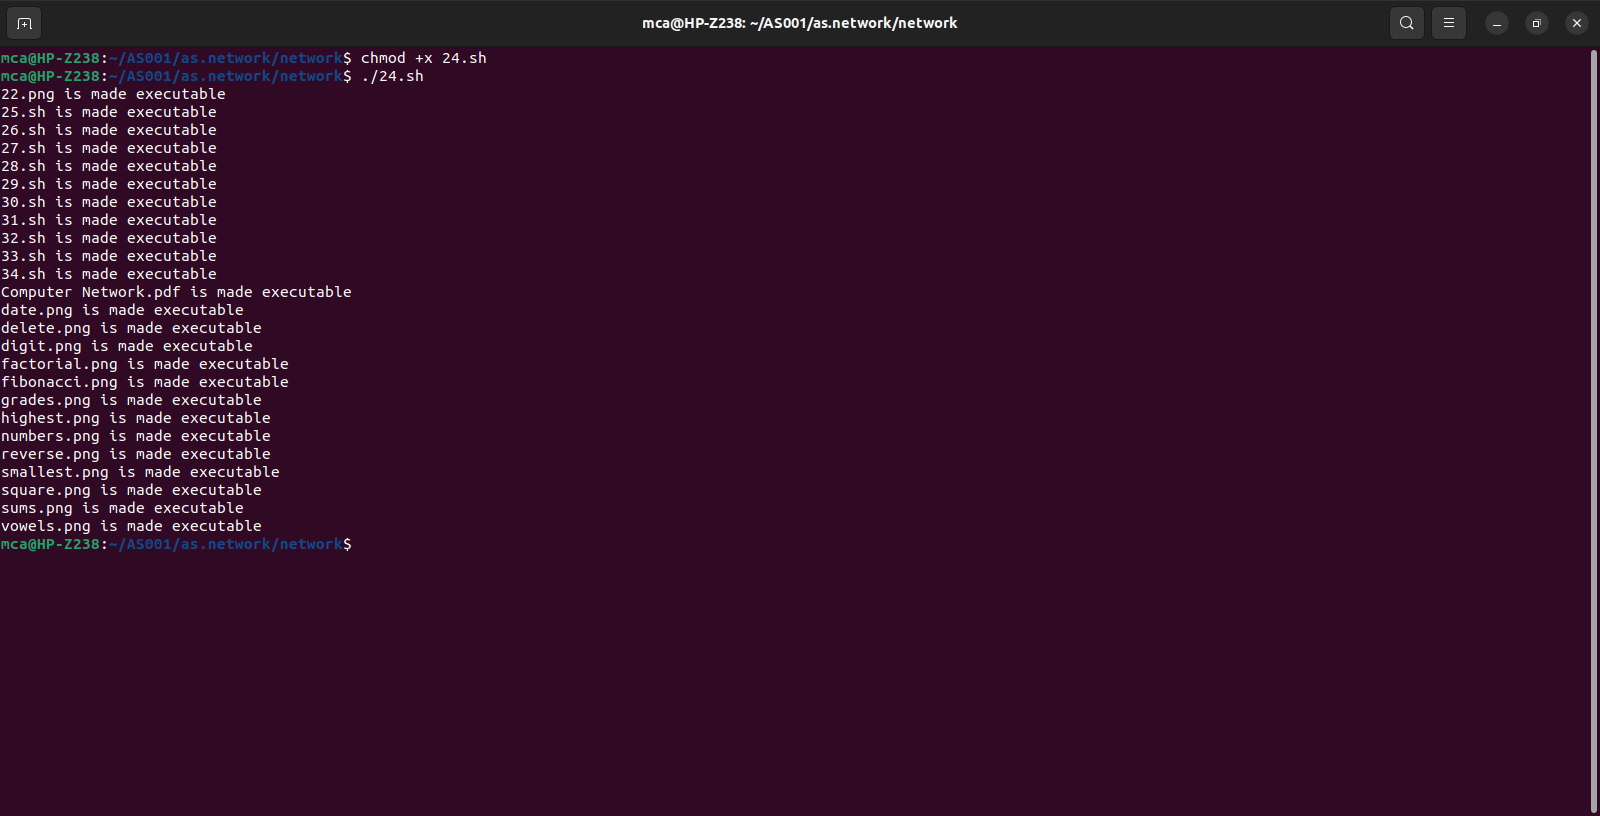 mca@HP-Z238: ~/AS001/as.network/network
mca@HP-Z238:~/AS001/as.network/network$ chmod +x 24.sh
mca@HP-Z238:~/AS001/as.network/network$ ./24.sh
22.png is made executable
25.sh is made executable
26.sh is made executable
27.sh is made executable
28.sh is made executable
29.sh is made executable
30.sh is made executable
31.sh is made executable
32.sh is made executable
33.sh is made executable
34.sh is made executable
Computer Network.pdf is made executable
date.png is made executable
delete.png is made executable
digit.png is made executable
factorial.png is made executable
fibonacci.png is made executable
grades.png is made executable
highest.png is made executable
numbers.png is made executable
reverse.png is made executable
smallest.png is made executable
square.png is made executable
sums.png is made executable
vowels.png is made executable
mca@HP-Z238:~/AS001/as.network/network$